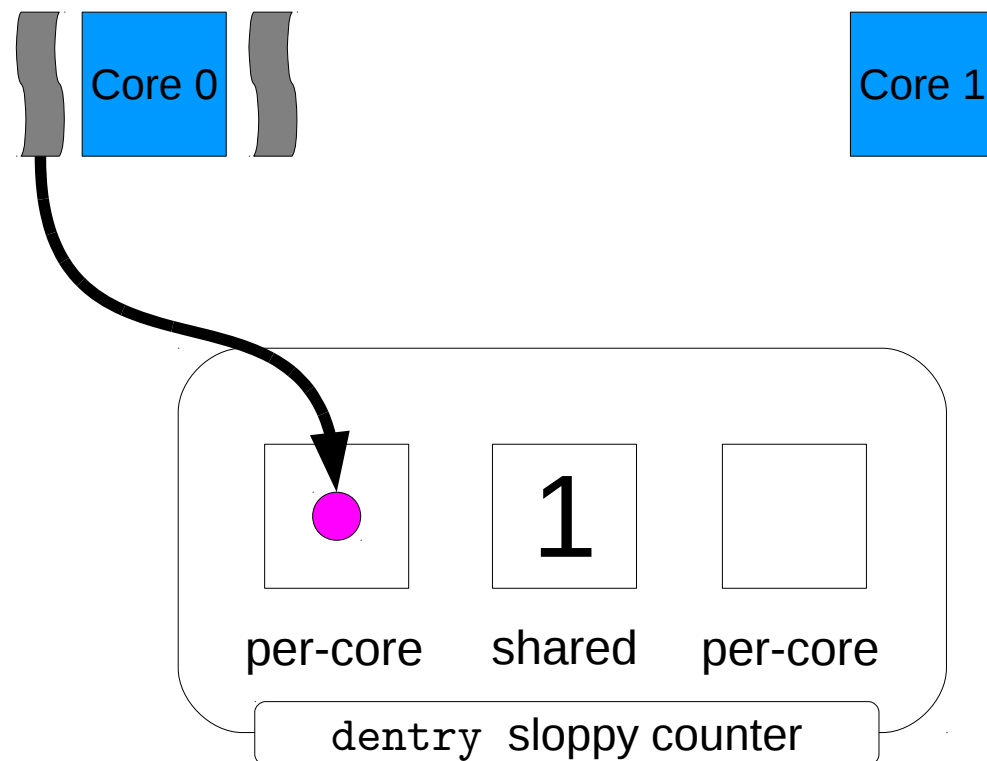 Core 0
Core 1
1
per-core shared per-core
dentry sloppy counter